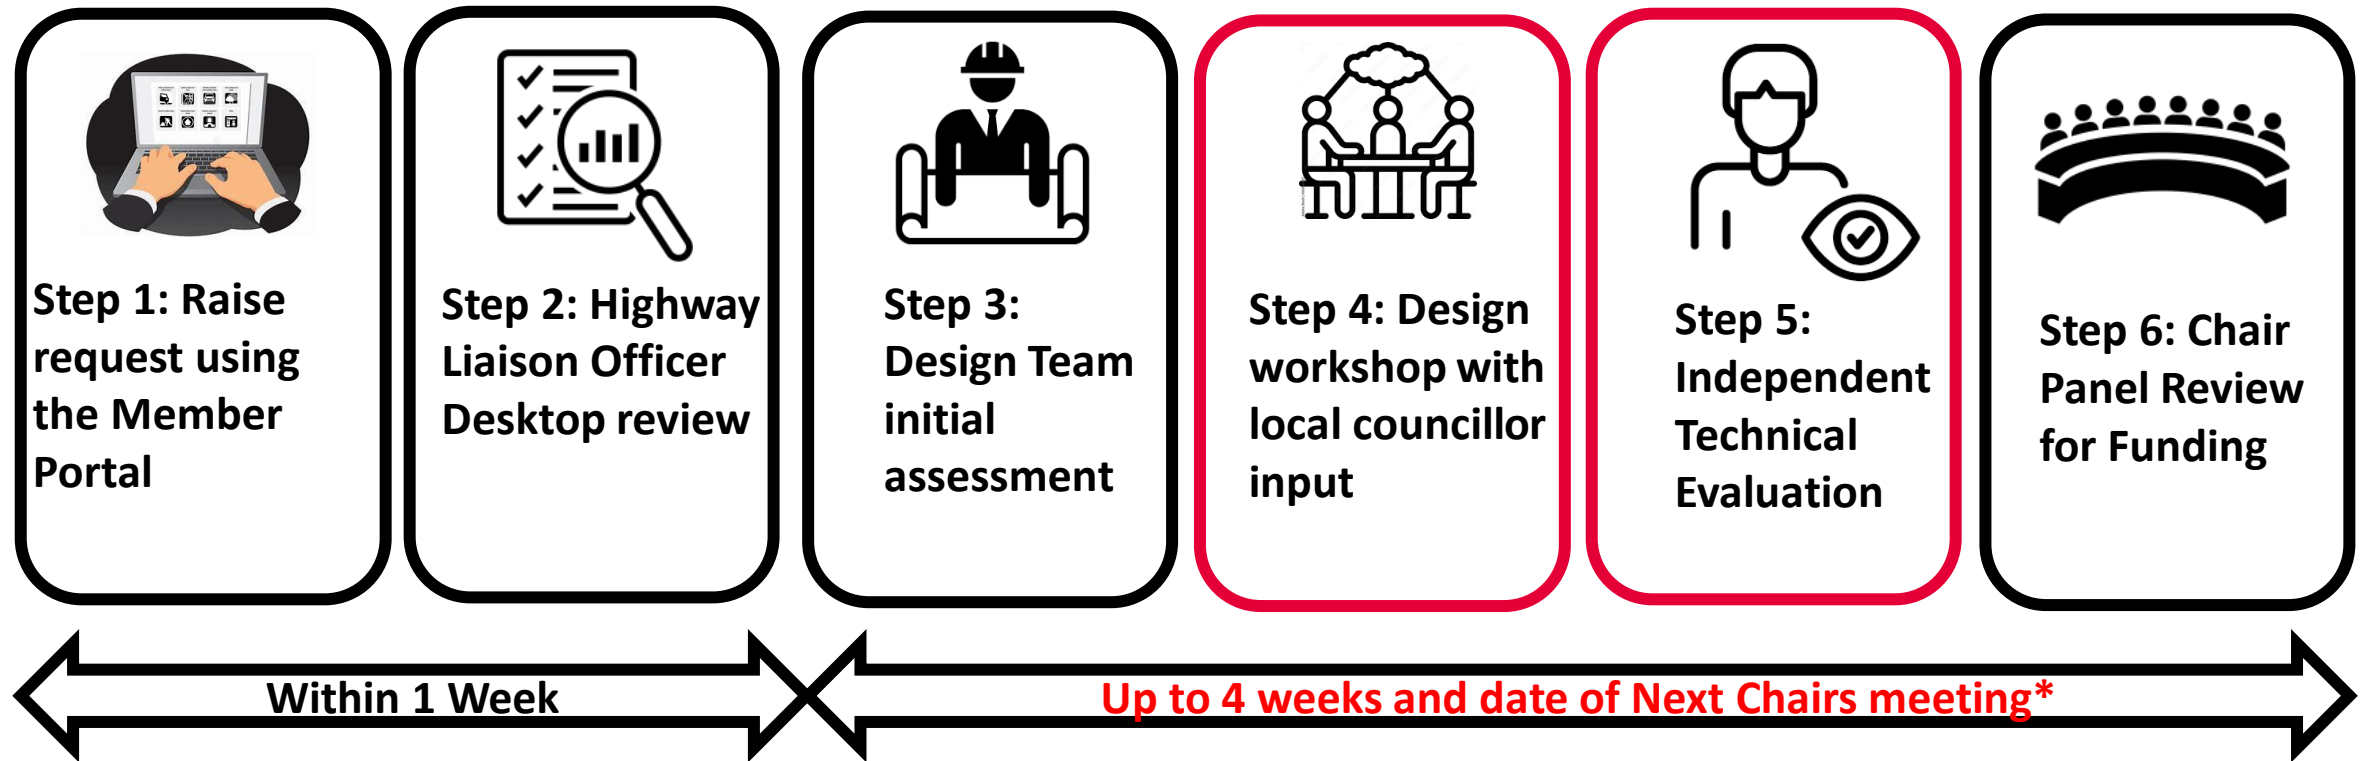 Step 1: Raise
request using
the Member
Portal
Step 2: Highway
Liaison Officer
Desktop review
Step 3:
Design Team
initial
assessment
Step 4: Design
workshop with
local councillor
input
Step 5:
Independent
Technical
Evaluation
Step 6: Chair
Panel Review
for Funding
Within 1 Week
Up to 4 weeks and date of Next Chairs meeting*